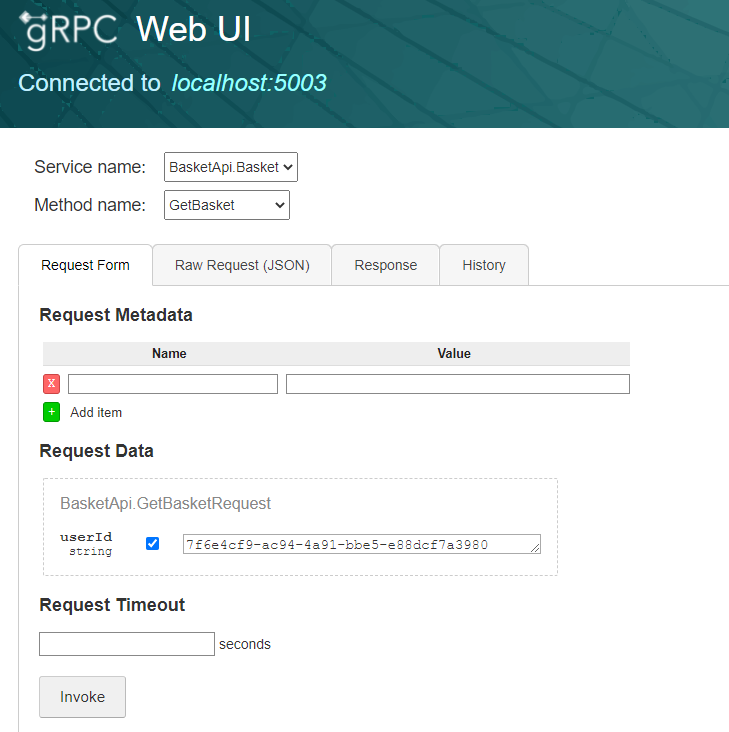 gRPC Web UI
Connected to localhost:5003
Service name: BasketApi.Basket
Method name: GetBasket
Request Form Raw Request (JSON) Response History
Request Metadata
Name Value
X
+ Add item
Request Data
BasketApi.GetBasketRequest
userId
string
7f6e4cf9-ac94-4a91-bbe5-e88dcf7a3980
Request Timeout
seconds
Invoke